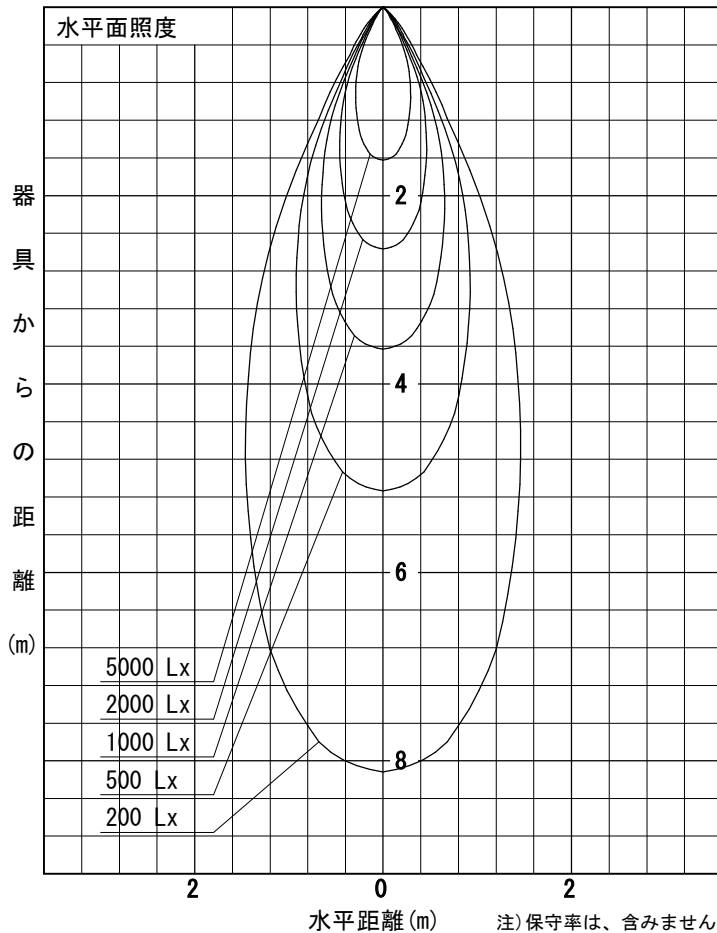 水平面照度
器具からの距離(m)
2
4
6
8
5000 Lx
2000 Lx
1000 Lx
500 Lx
200 Lx
2 0 2
水平距離(m)
注)保守率は、含みません